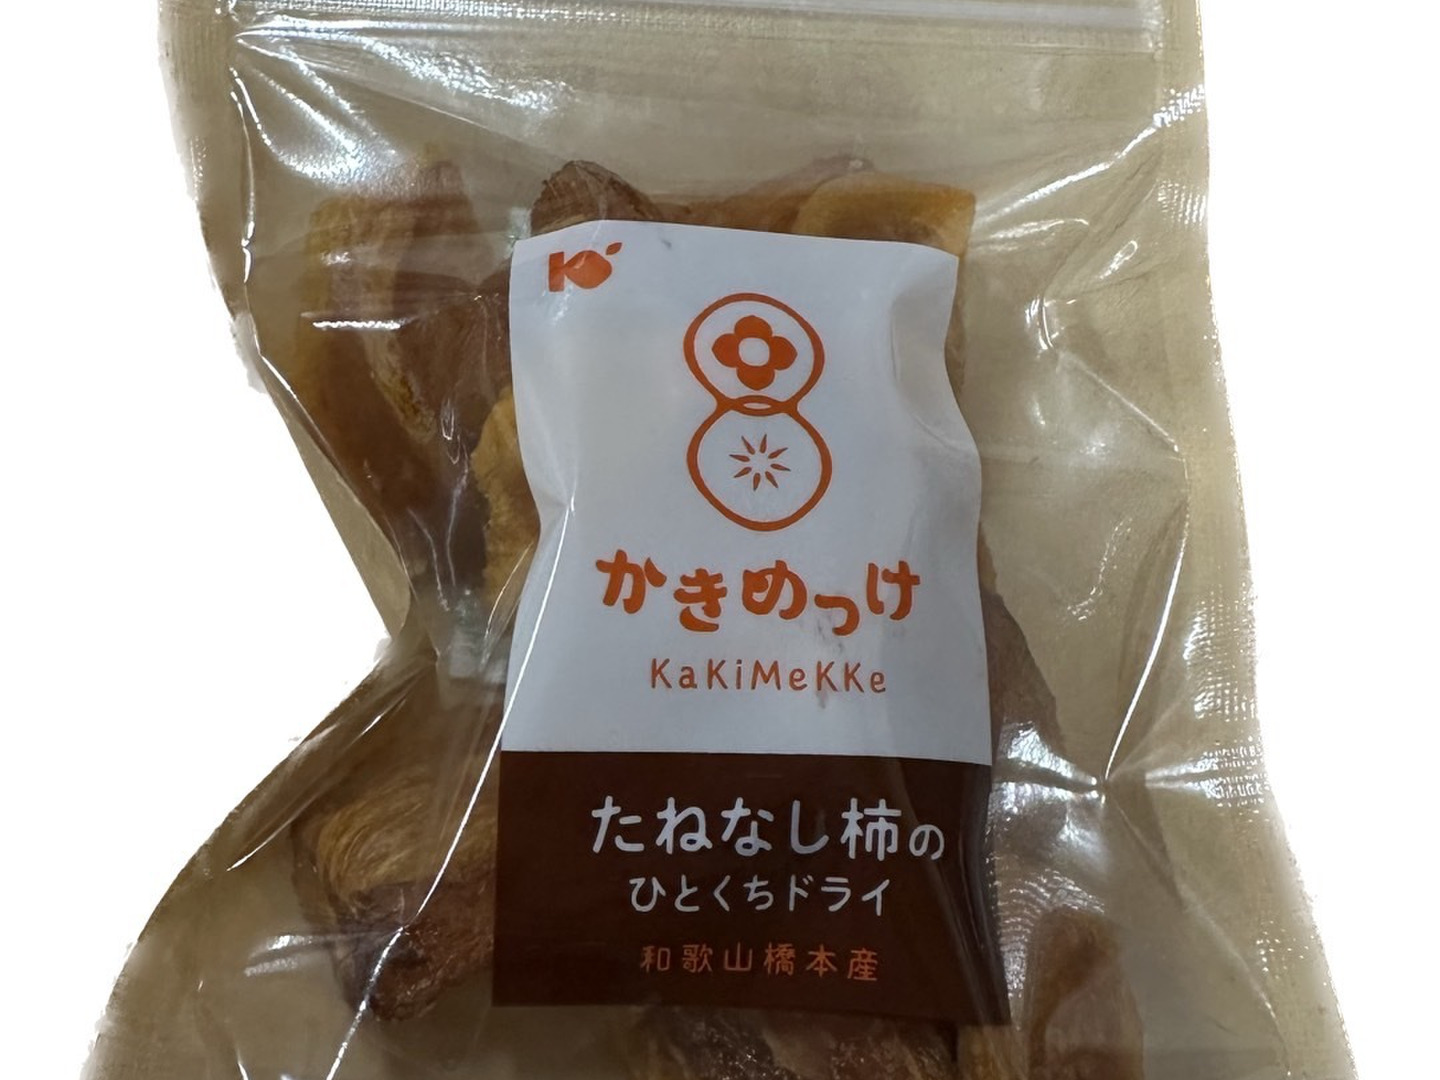 かきめっけ
KaKiMeKKe
たねなし柿の
ひとくちドライ
和歌山橋本産